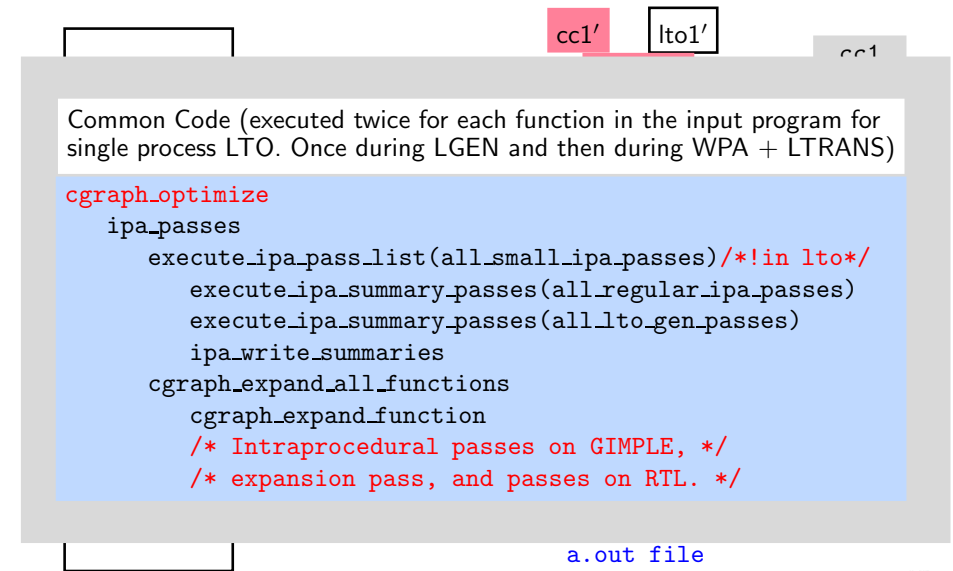 cc1′ lto1′
cc1
Common Code (executed twice for each function in the input program for
single process LTO. Once during LGEN and then during WPA + LTRANS)
cgraph_optimize
ipa_passes
execute_ipa_pass_list(all_small_ipa_passes)/*!in lto*/
execute_ipa_summary_passes(all_regular_ipa_passes)
execute_ipa_summary_passes(all_lto_gen_passes)
ipa_write_summaries
cgraph_expand_all_functions
cgraph_expand_function
/* Intraprocedural passes on GIMPLE, */
/* expansion pass, and passes on RTL. */
a.out file